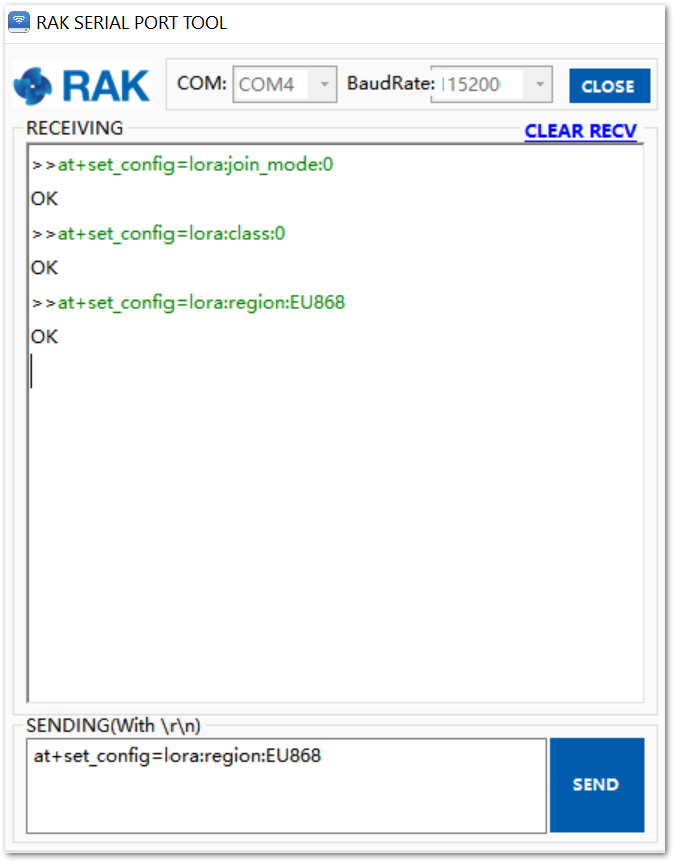 RAK SERIAL PORT TOOL
RAK COM: COM4 BaudRate: 115200 CLOSE
RECEIVING
CLEAR RECV
>>at+set_config=lora:join_mode:0
OK
>>at+set_config=lora:class:0
OK
>>at+set_config=lora:region:EU868
OK
SENDING(With \r\n)
at+set_config=lora:region:EU868
SEND